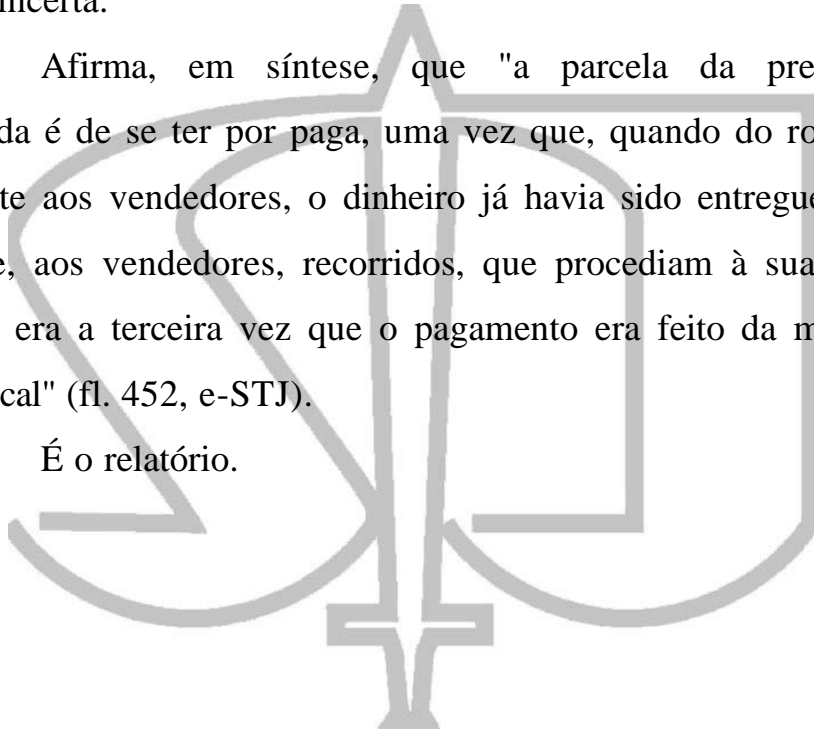 incerta.
Afirma, em síntese, que "a parcela da pre
da é de se ter por paga, uma vez que, quando do ro
te aos vendedores, o dinheiro já havia sido entregue
e, aos vendedores, recorridos, que procediam à sua
era a terceira vez que o pagamento era feito da m
cal" (fl. 452, e-STJ).
É o relatório.